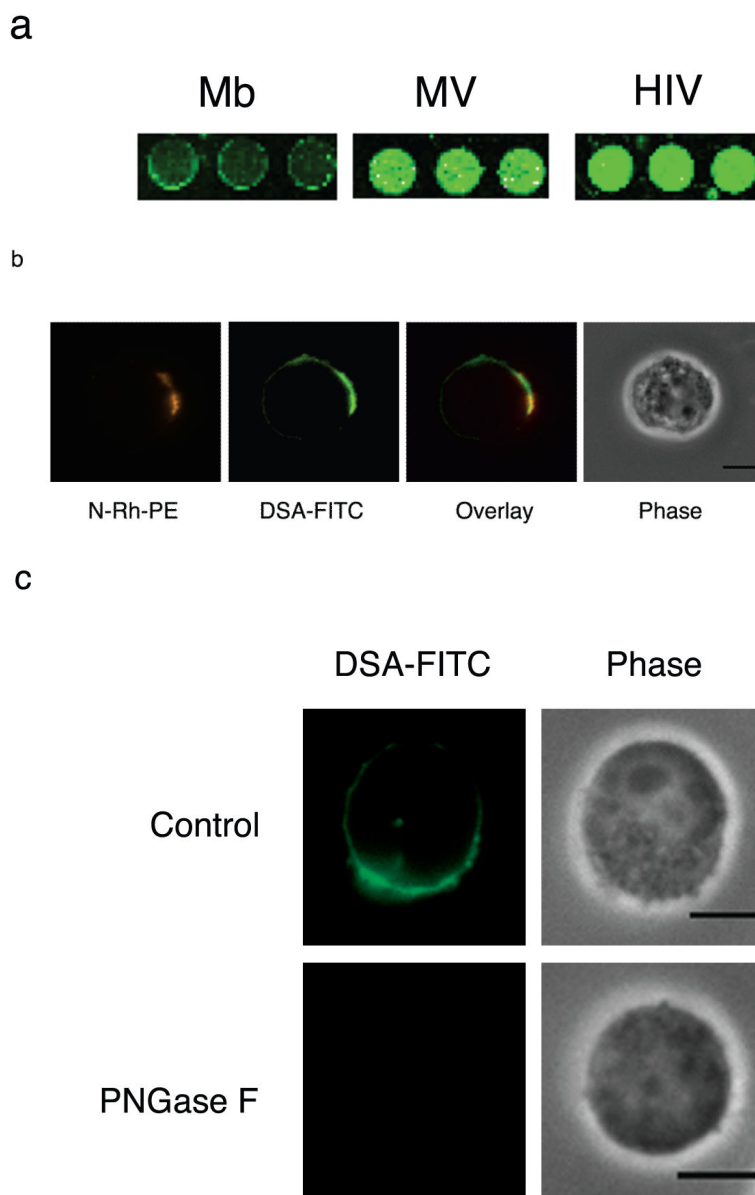 a
Mb MV HIV
b
N-Rh-PE DSA-FITC Overlay Phase
c
DSA-FITC Phase
Control
PNGase F